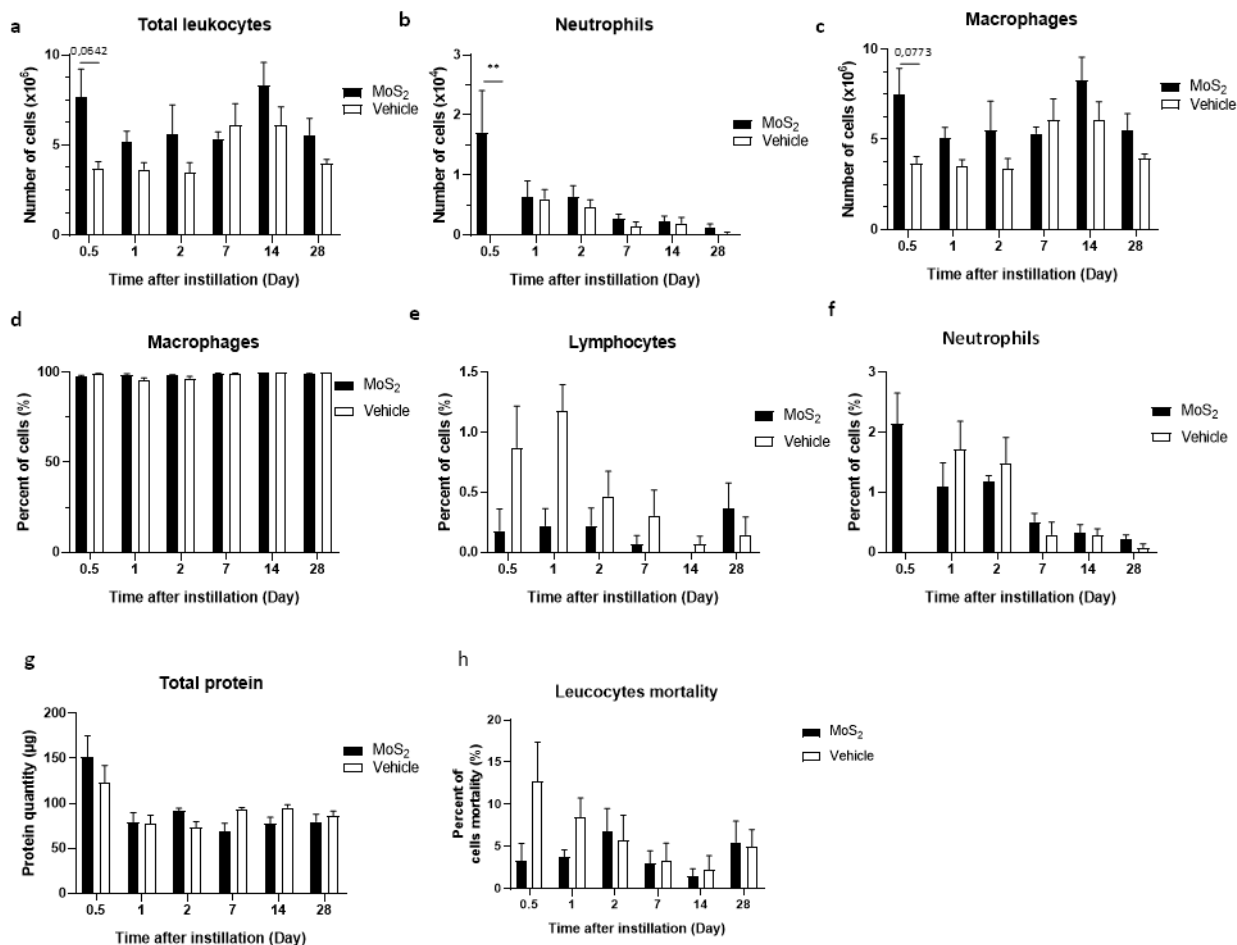 a
Total leukocytes
0,0642
10
5
0
Number of cells (x10⁶)
MoS₂
Vehicle
0.5 1 2 7 14 28
Time after instillation (Day)
b
Neutrophils
**
3
2
1
0
Number of cells (x10⁴)
MoS₂
Vehicle
0.5 1 2 7 14 28
Time after instillation (Day)
c
Macrophages
0,0773
10
5
0
Number of cells (x10⁶)
MoS₂
Vehicle
0.5 1 2 7 14 28
Time after instillation (Day)
d
Macrophages
100
50
0
Percent of cells (%)
MoS₂
Vehicle
0.5 1 2 7 14 28
Time after instillation (Day)
e
Lymphocytes
1.5
1.0
0.5
0.0
Percent of cells (%)
MoS₂
Vehicle
0.5 1 2 7 14 28
Time after instillation (Day)
f
Neutrophils
3
2
1
0
Percent of cells (%)
MoS₂
Vehicle
0.5 1 2 7 14 28
Time after instillation (Day)
g
Total protein
200
150
100
50
0
Protein quantity (µg)
MoS₂
Vehicle
0.5 1 2 7 14 28
Time after instillation (Day)
h
Leucocytes mortality
20
15
10
5
0
Percent of
cells mortality (%)
MoS₂
Vehicle
0.5 1 2 7 14 28
Time after instillation (Day)